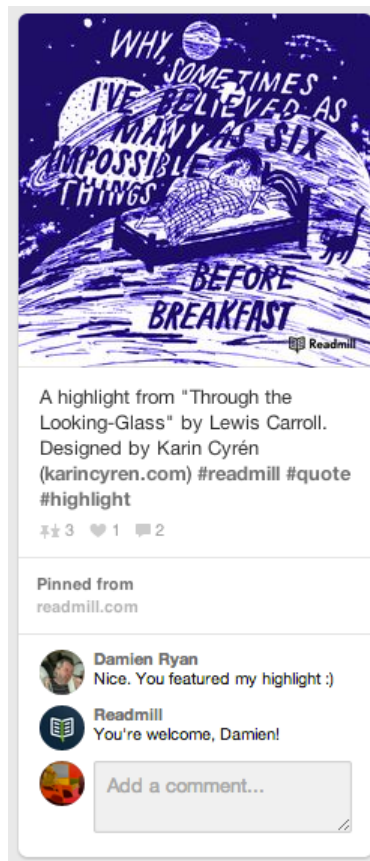 WHY,
SOMETIMES
I'VE BELIEVED AS
MANY AS SIX
IMPOSSIBLE
THINGS
BEFORE
BREAKFAST
Readmill
A highlight from "Through the
Looking-Glass" by Lewis Carroll.
Designed by Karin Cyrén
(karincyren.com) #readmill #quote
#highlight
3 1 2
Pinned from
readmill.com
Damien Ryan
Nice. You featured my highlight :)
Readmill
You're welcome, Damien!
Add a comment...